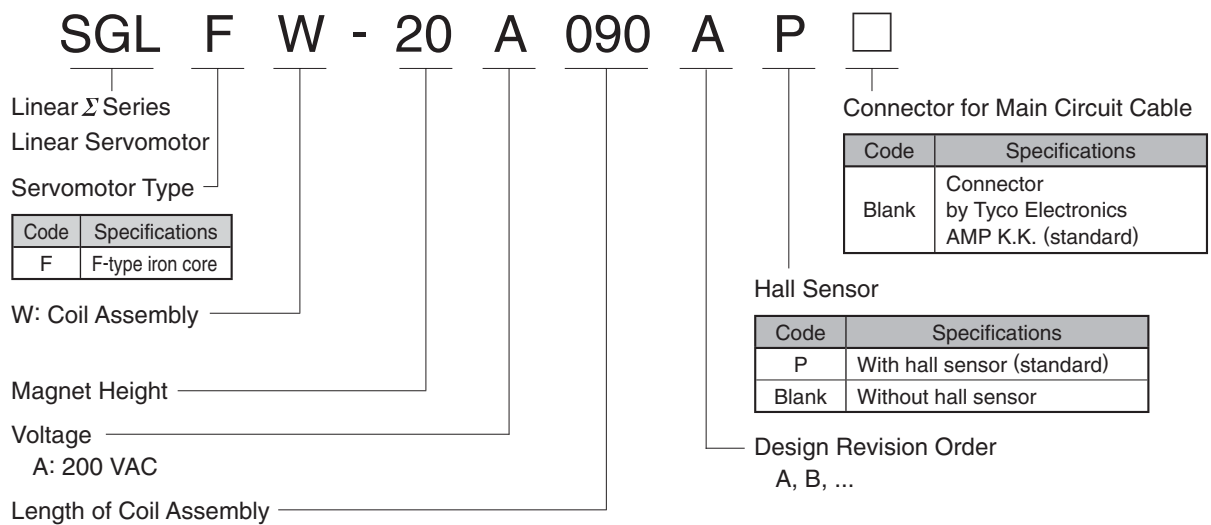 SGL F W - 20 A 090 A P □
Linear Σ Series
Linear Servomotor
Servomotor Type
Code Specifications
F F-type iron core
W: Coil Assembly
Magnet Height
Voltage
A: 200 VAC
Length of Coil Assembly
Connector for Main Circuit Cable
Code Specifications
Blank Connector
by Tyco Electronics
AMP K.K. (standard)
Hall Sensor
Code Specifications
P With hall sensor (standard)
Blank Without hall sensor
Design Revision Order
A, B, ...